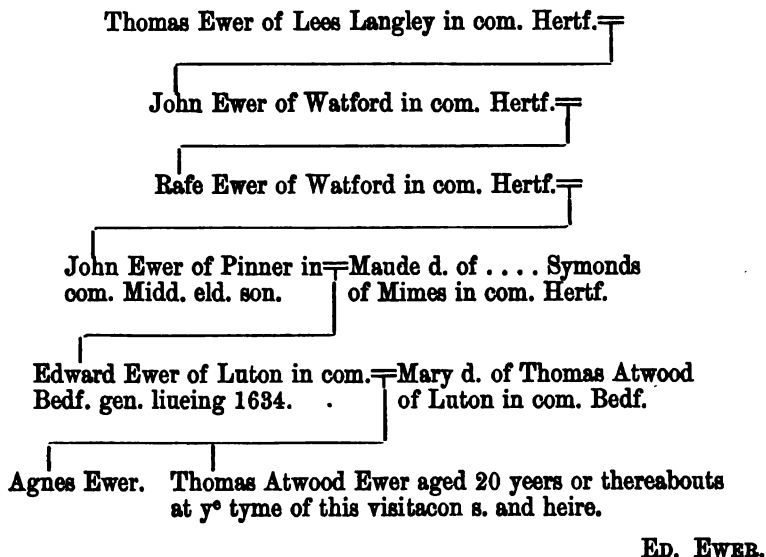 Thomas Ewer of Lees Langley in com. Hertf.
John Ewer of Watford in com. Hertf.
Rafe Ewer of Watford in com. Hertf.
John Ewer of Pinner in=Maude d. of .... Symonds
com. Midd. eld. son. of Mimes in com. Hertf.
Edward Ewer of Luton in com.=Mary d. of Thomas Atwood
Bedf. gen. liueing 1634. of Luton in com. Bedf.
Agnes Ewer. Thomas Atwood Ewer aged 20 yeers or thereabouts
at yᵉ tyme of this visitacon s. and heire.
ED. EWER.